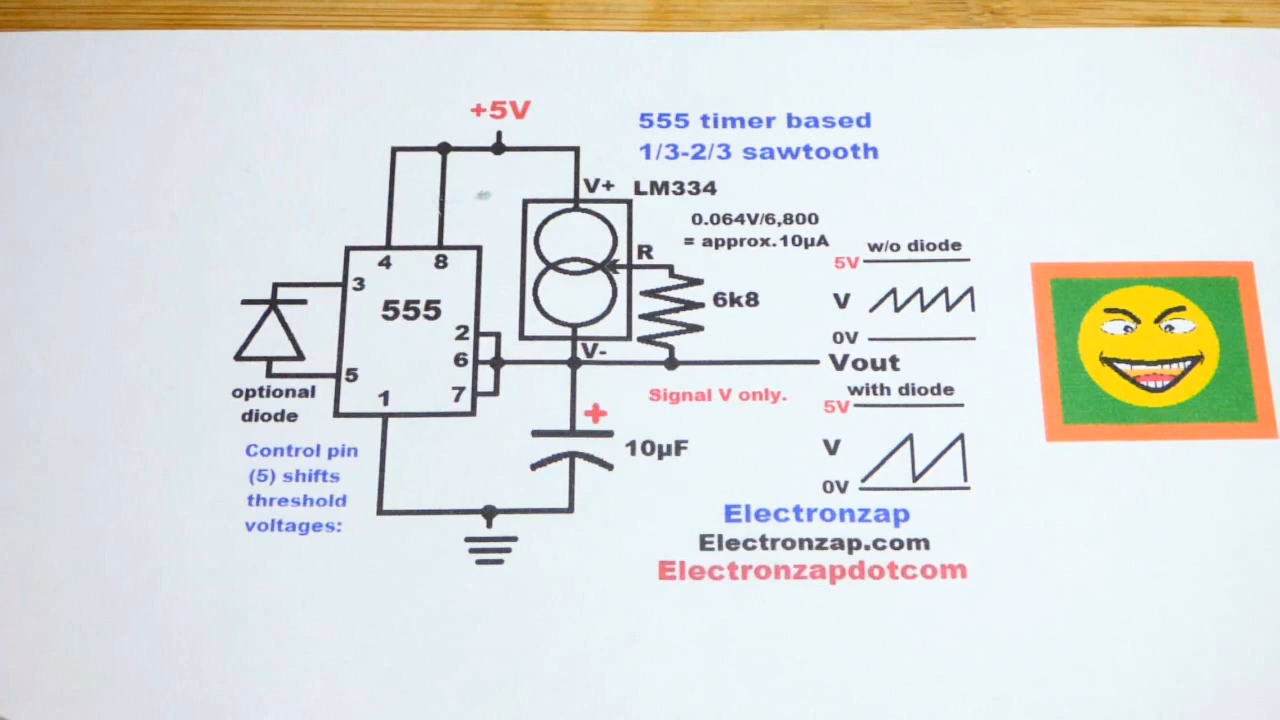 +5V
555 timer based
1/3-2/3 sawtooth
V+ LM334
0.064V/6,800
= approx.10µA
R
6k8
w/o diode
5V
V
0V
4 8
3
555
2
6
5
1
7
V-
Vout
optional
diode
Signal V only.
with diode
5V
V
0V
+
10µF
Control pin
(5) shifts
threshold
voltages:
Electronzap
Electronzap.com
Electronzapdotcom